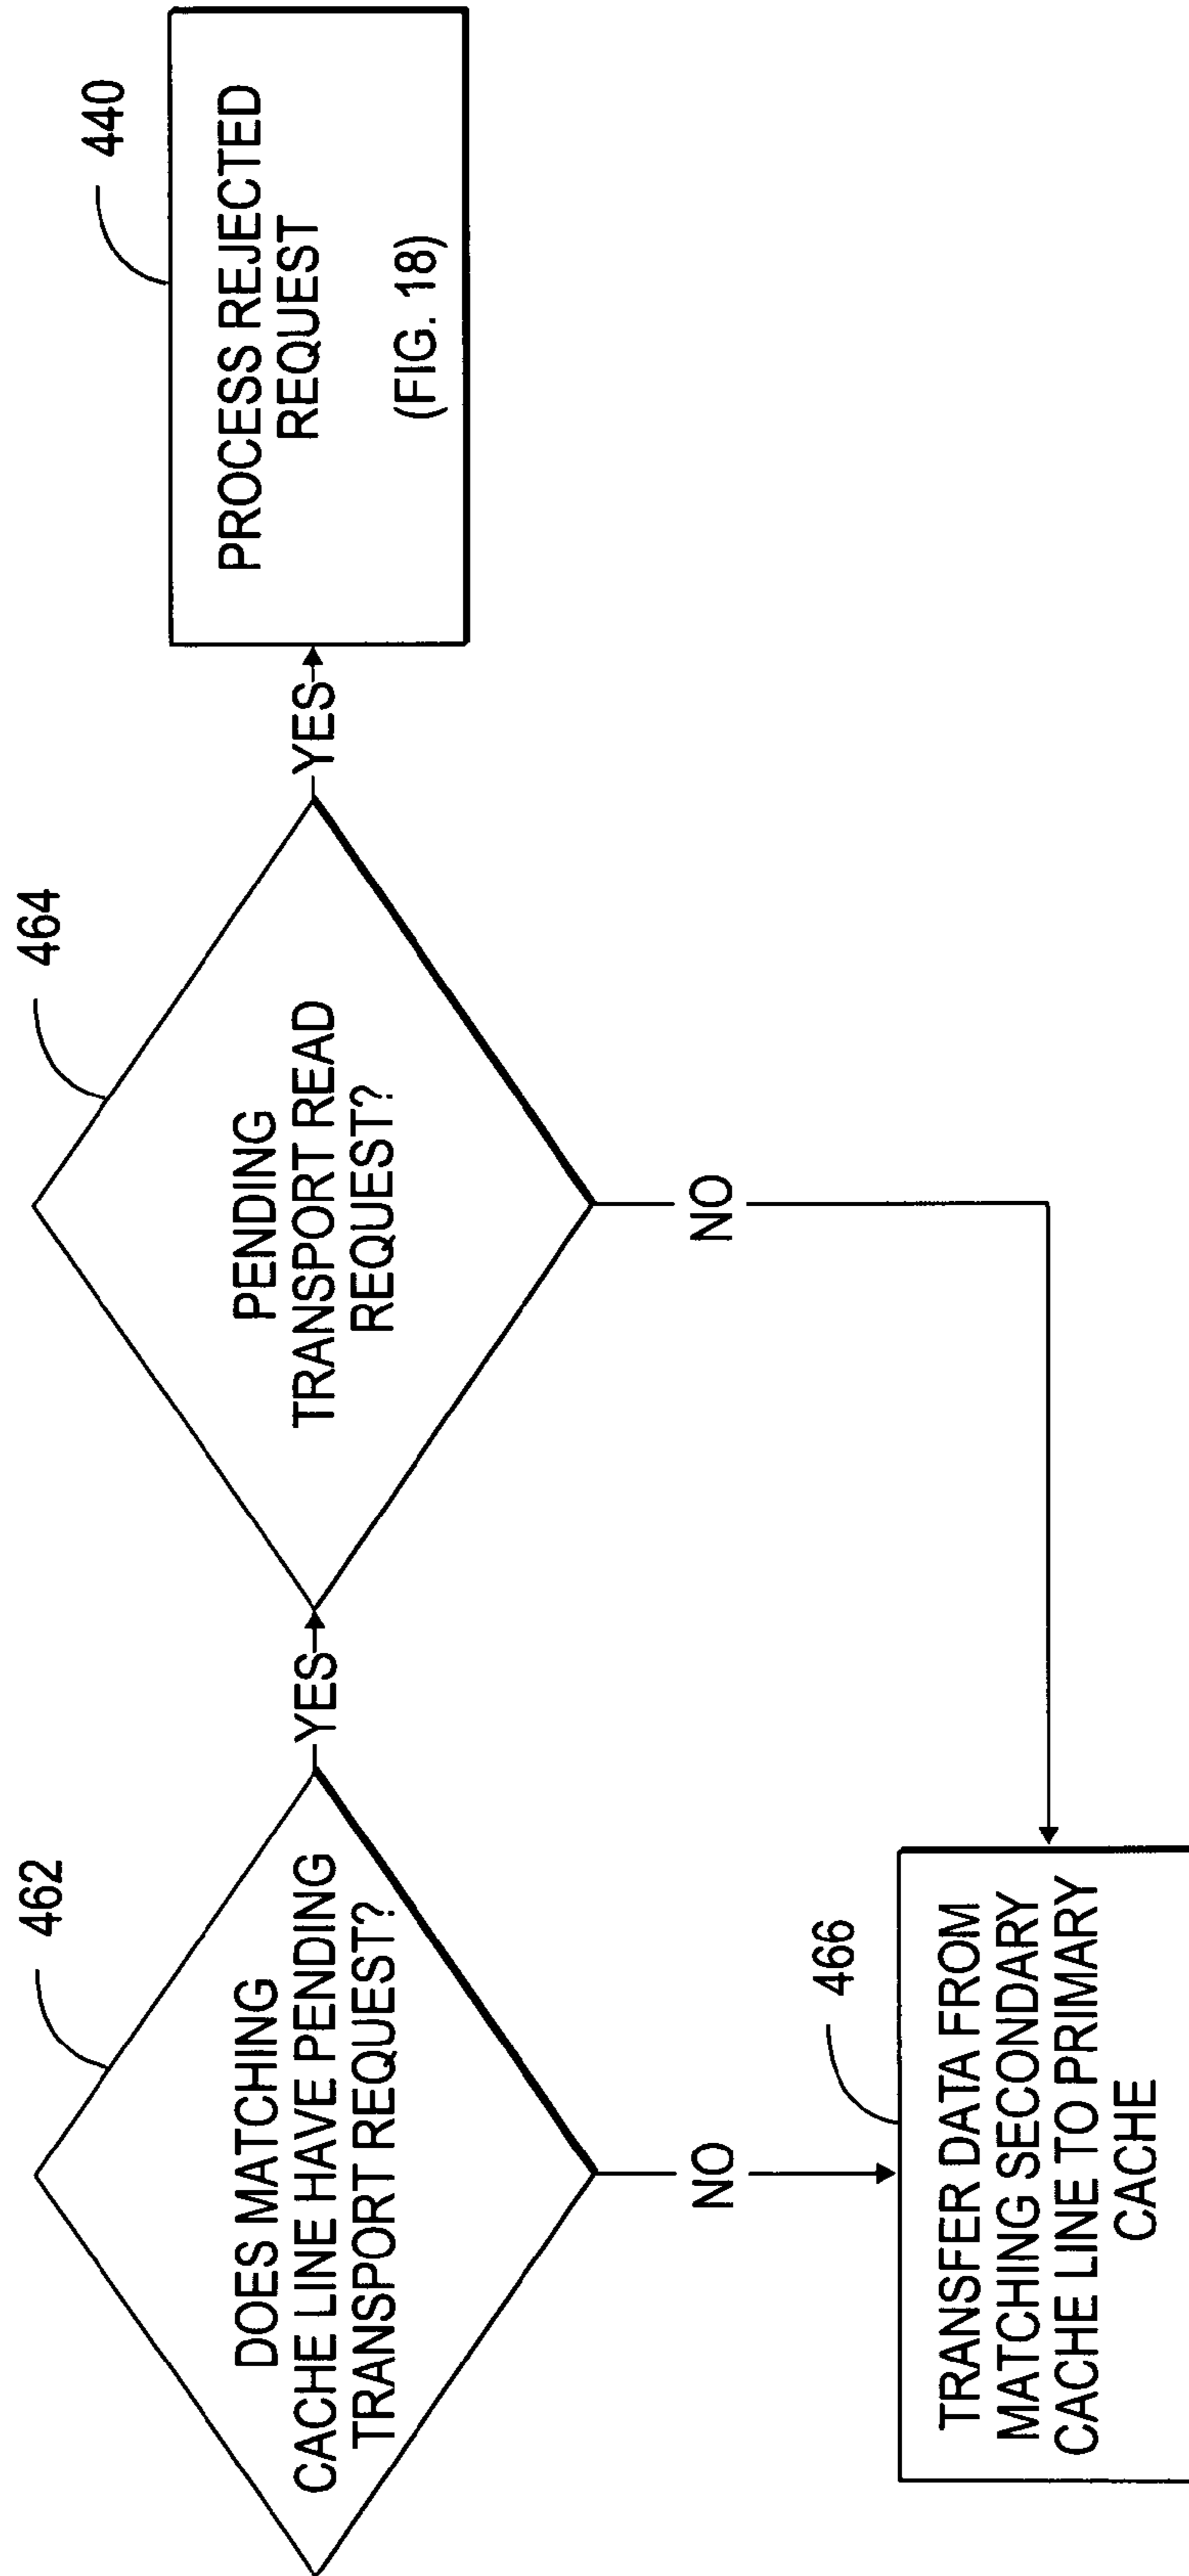 462
DOES MATCHING
CACHE LINE HAVE PENDING
TRANSPORT REQUEST?
YES
NO
464
PENDING
TRANSPORT READ
REQUEST?
YES
NO
440
PROCESS REJECTED
REQUEST
(FIG. 18)
466
TRANSFER DATA FROM
MATCHING SECONDARY
CACHE LINE TO PRIMARY
CACHE